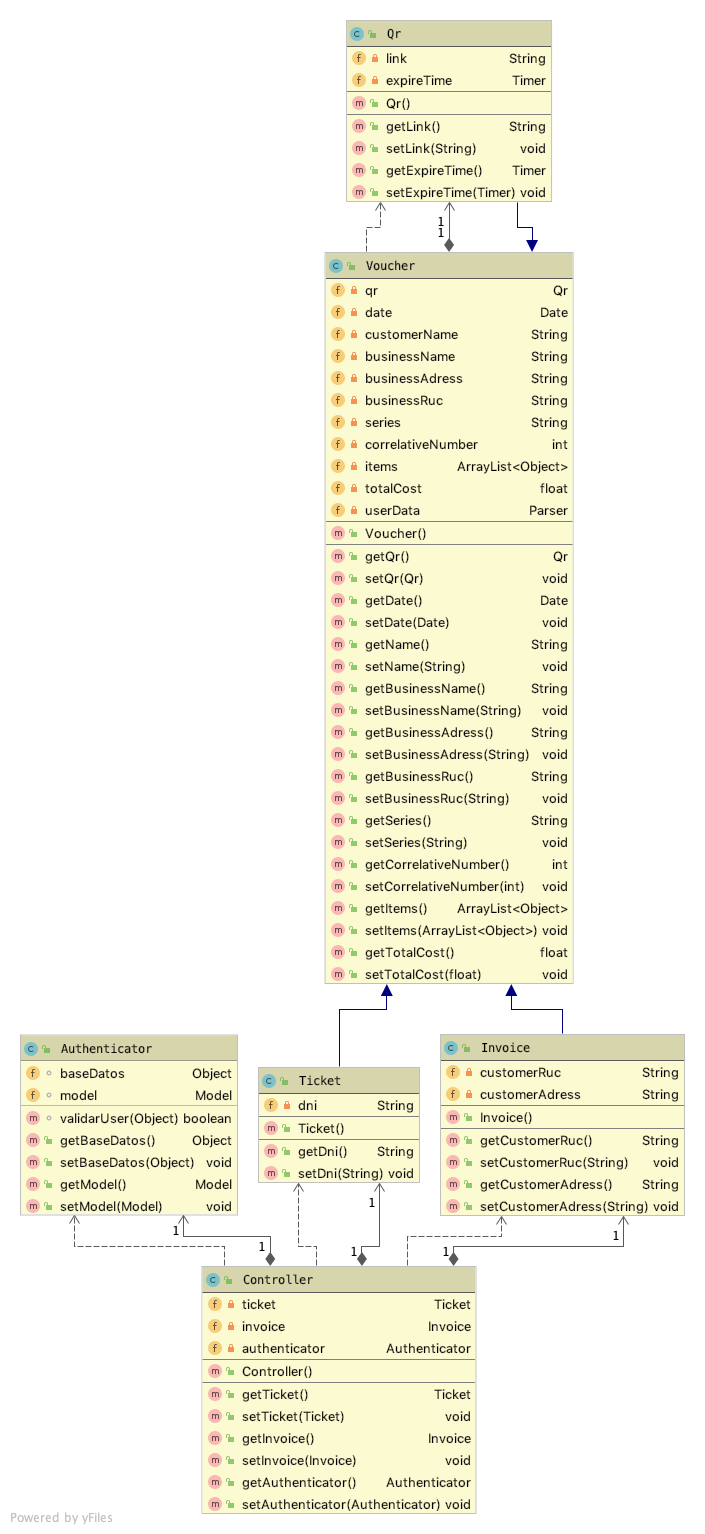 C Qr
f link String
f expireTime Timer
m Qr()
m getLink() String
m setLink(String) void
m getExpireTime() Timer
m setExpireTime(Timer) void
1
1
C Voucher
f qr Qr
f date Date
f customerName String
f businessName String
f businessAdress String
f businessRuc String
f series String
f correlativeNumber int
f items ArrayList<Object>
f totalCost float
f userData Parser
m Voucher()
m getQr() Qr
m setQr(Qr) void
m getDate() Date
m setDate(Date) void
m getName() String
m setName(String) void
m getBusinessName() String
m setBusinessName(String) void
m getBusinessAdress() String
m setBusinessAdress(String) void
m getBusinessRuc() String
m setBusinessRuc(String) void
m getSeries() String
m setSeries(String) void
m getCorrelativeNumber() int
m setCorrelativeNumber(int) void
m getItems() ArrayList<Object>
m setItems(ArrayList<Object>) void
m getTotalCost() float
m setTotalCost(float) void
C Authenticator
f baseDatos Object
f model Model
m validarUser(Object) boolean
m getBaseDatos() Object
m setBaseDatos(Object) void
m getModel() Model
m setModel(Model) void
C Ticket
f dni String
m Ticket()
m getDni() String
m setDni(String) void
C Invoice
f customerRuc String
f customerAdress String
m Invoice()
m getCustomerRuc() String
m setCustomerRuc(String) void
m getCustomerAdress() String
m setCustomerAdress(String) void
1
1
1
1
1
1
C Controller
f ticket Ticket
f invoice Invoice
f authenticator Authenticator
m Controller()
m getTicket() Ticket
m setTicket(Ticket) void
m getInvoice() Invoice
m setInvoice(Invoice) void
m getAuthenticator() Authenticator
m setAuthenticator(Authenticator) void
Powered by yFiles